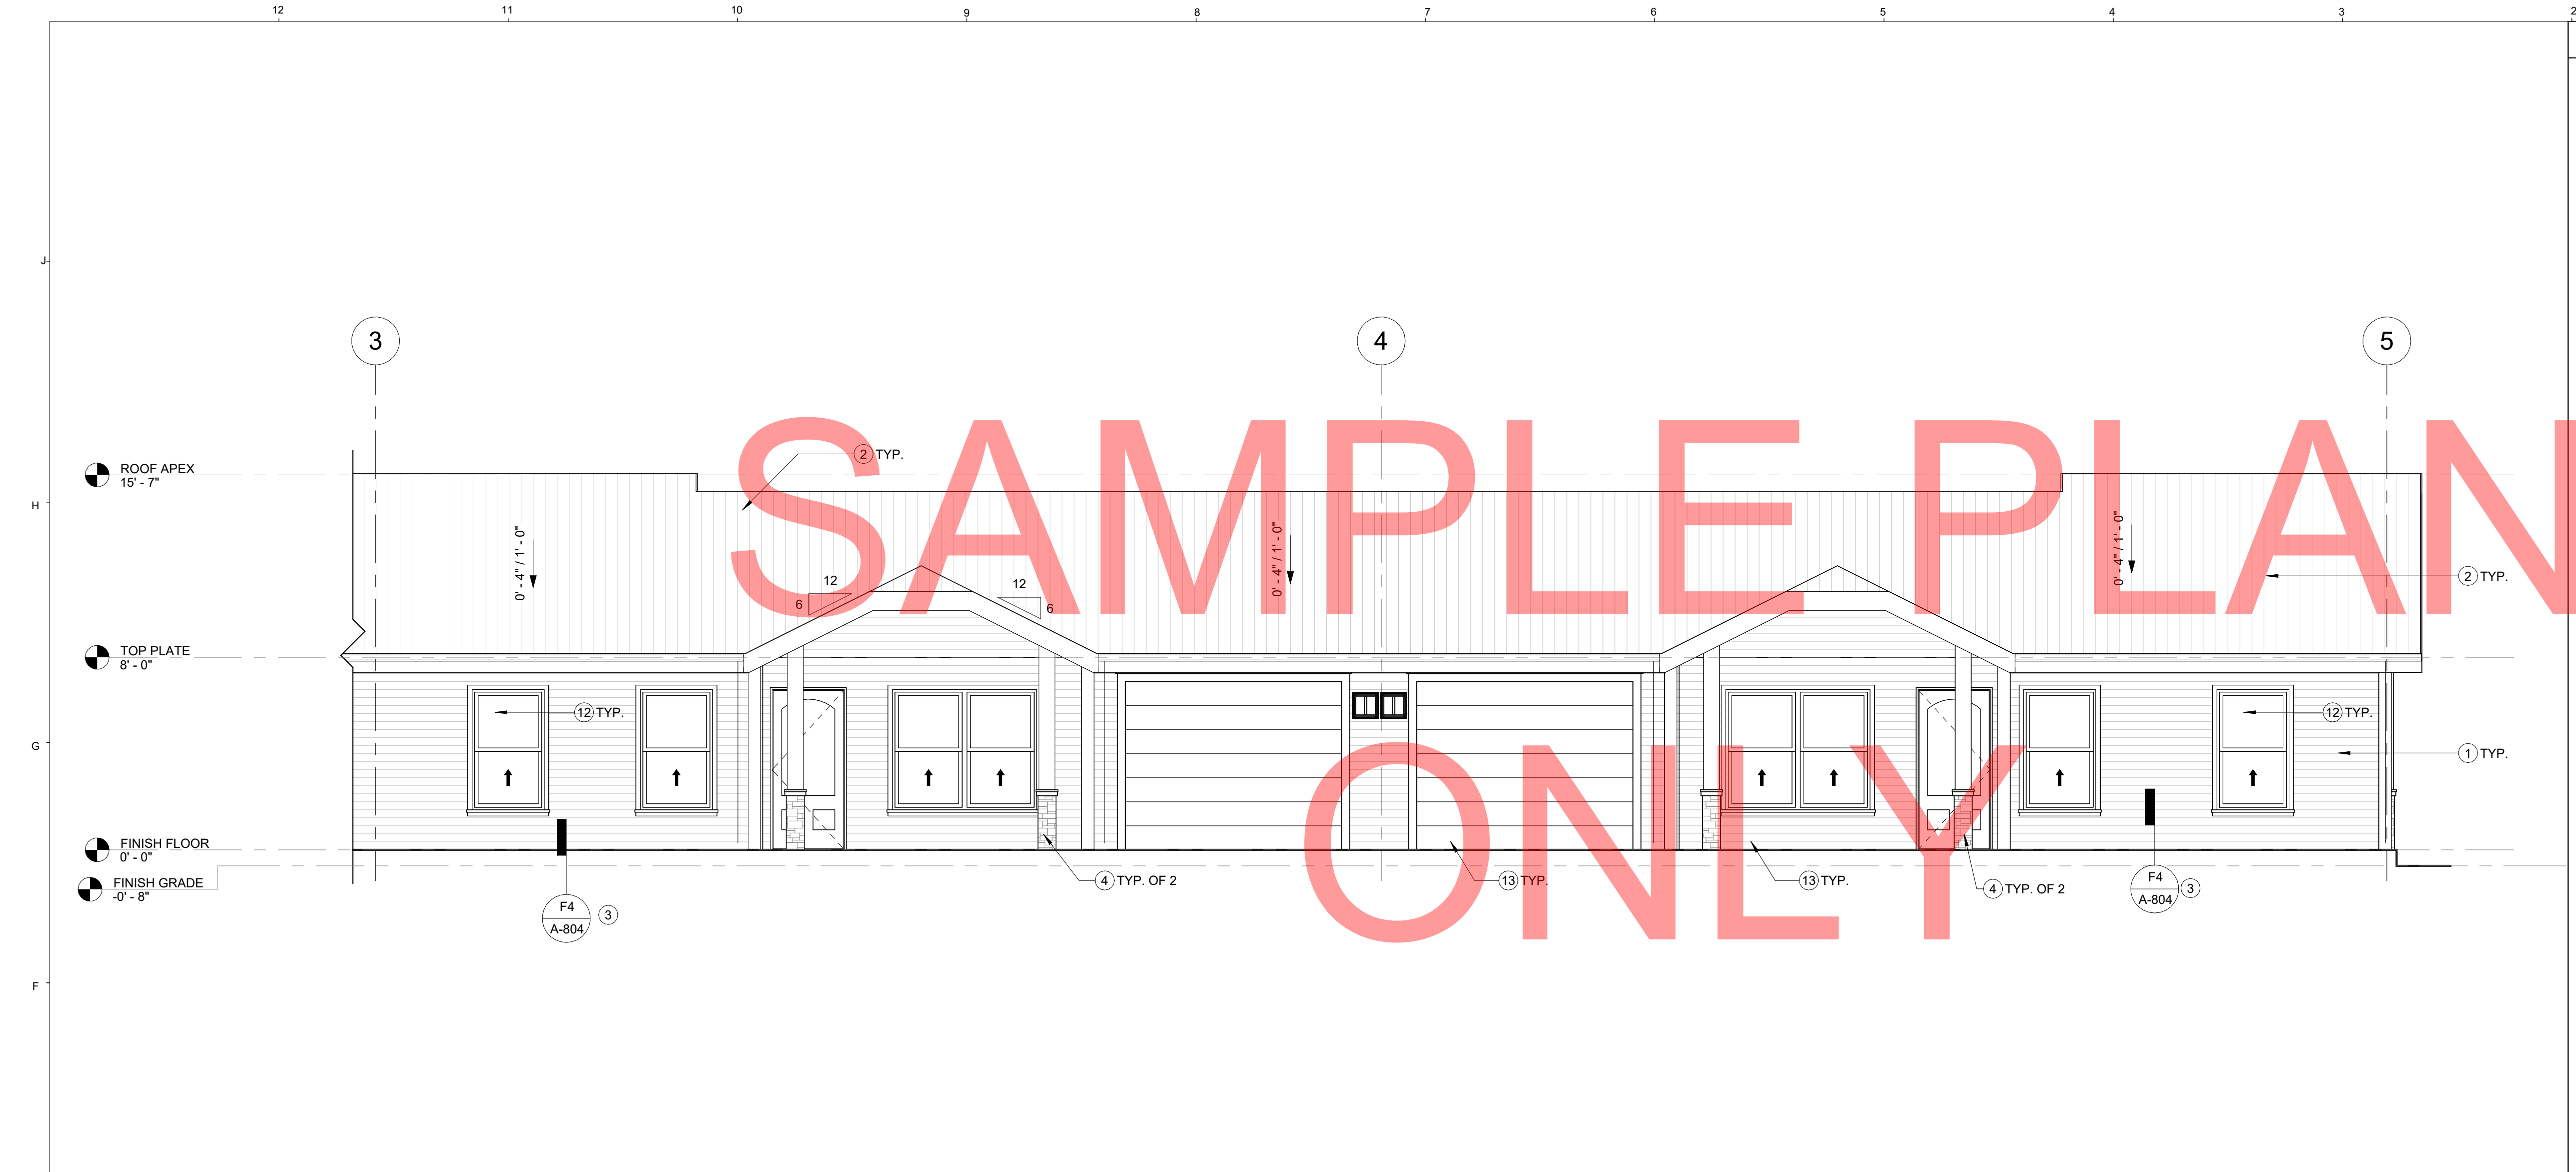 12 11 10 9 8 7 6 5 4 3 2
J
3 4 5
2 TYP.
ROOF APEX
15' - 7"
H
SAMPLE PLAN
0' - 4" / 1' - 0"
0' - 4" / 1' - 0"
0' - 4" / 1' - 0"
2 TYP.
12
6
12
6
TOP PLATE
8' - 0"
12 TYP.
12 TYP.
G
1 TYP.
ONLY
FINISH FLOOR
0' - 0"
FINISH GRADE
-0' - 8"
4 TYP. OF 2
13 TYP.
13 TYP.
4 TYP. OF 2
F4
A-804
3
F4
A-804
3
F